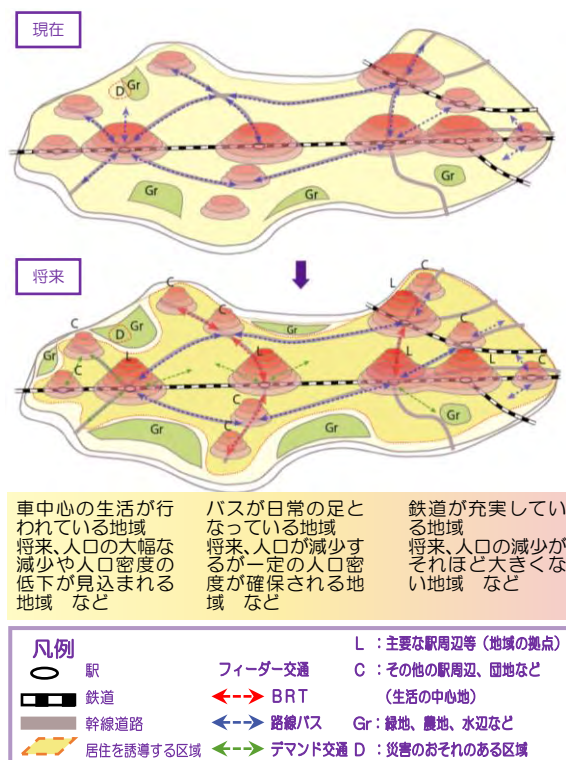 現在
D
Gr
Gr
Gr
Gr
将来
C
C
C
L
C
L
C
Gr
D
Gr
Gr
L
L
L
C
C
C
Gr
Gr
Gr
C
車中心の生活が行
われている地域
将来、人口の大幅な
減少や人口密度の
低下が見込まれる
地域　など
バスが日常の足と
なっている地域
将来、人口が減少す
るが一定の人口密
度が確保される地
域　など
鉄道が充実してい
る地域
将来、人口の減少が
それほど大きくな
い地域　など
凡例
駅
鉄道
幹線道路
居住を誘導する区域
フィーダー交通
BRT
路線バス
デマンド交通
L ：主要な駅周辺等（地域の拠点）
C ：その他の駅周辺、団地など
（生活の中心地）
Gr：緑地、農地、水辺など
D ：災害のおそれのある区域